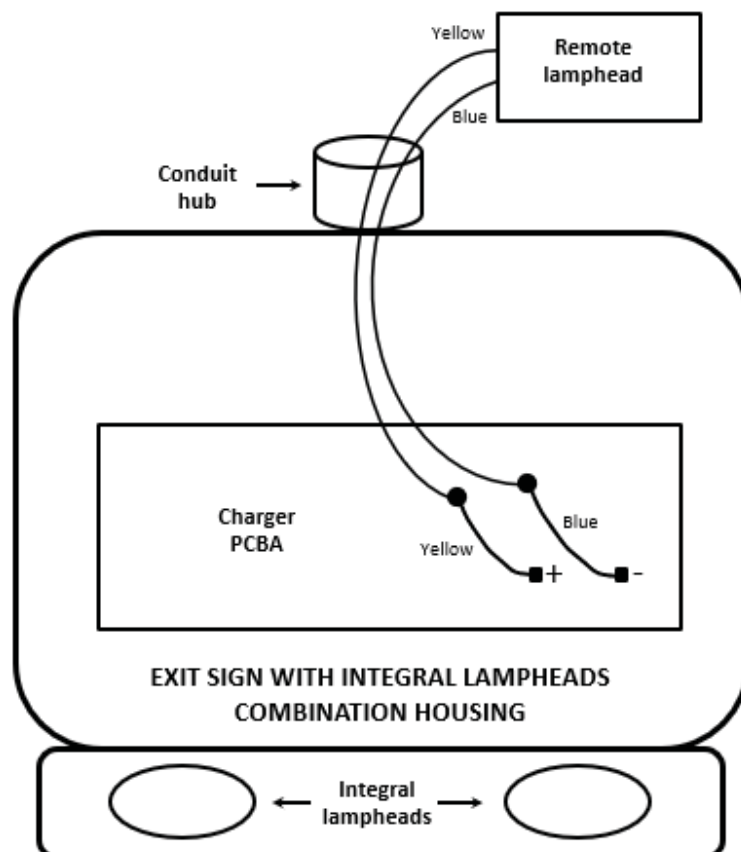 Yellow
Remote
lamphead
Blue
Conduit
hub
Charger
PCBA
Blue
Yellow
+
-
EXIT SIGN WITH INTEGRAL LAMPHEADS
COMBINATION HOUSING
Integral
lampheads